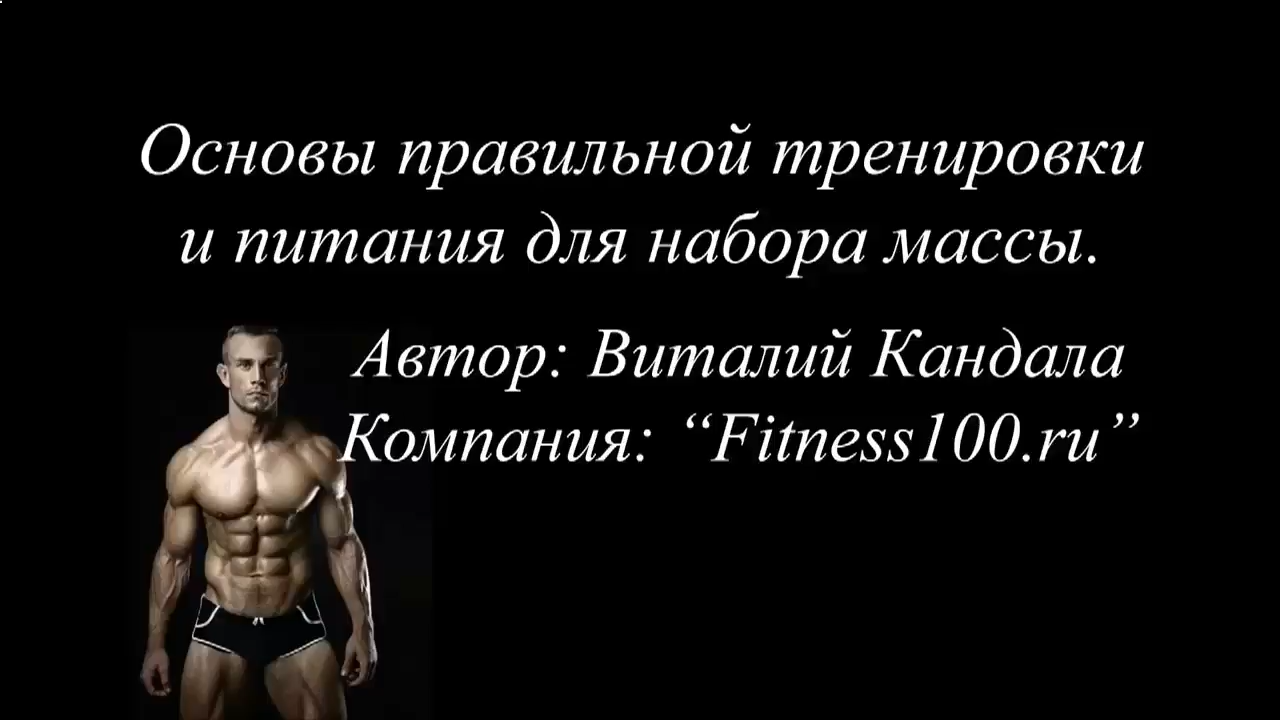 Основы правильной тренировки
и питания для набора массы.
Автор: Виталий Кандала
Компания: “Fitness100.ru”